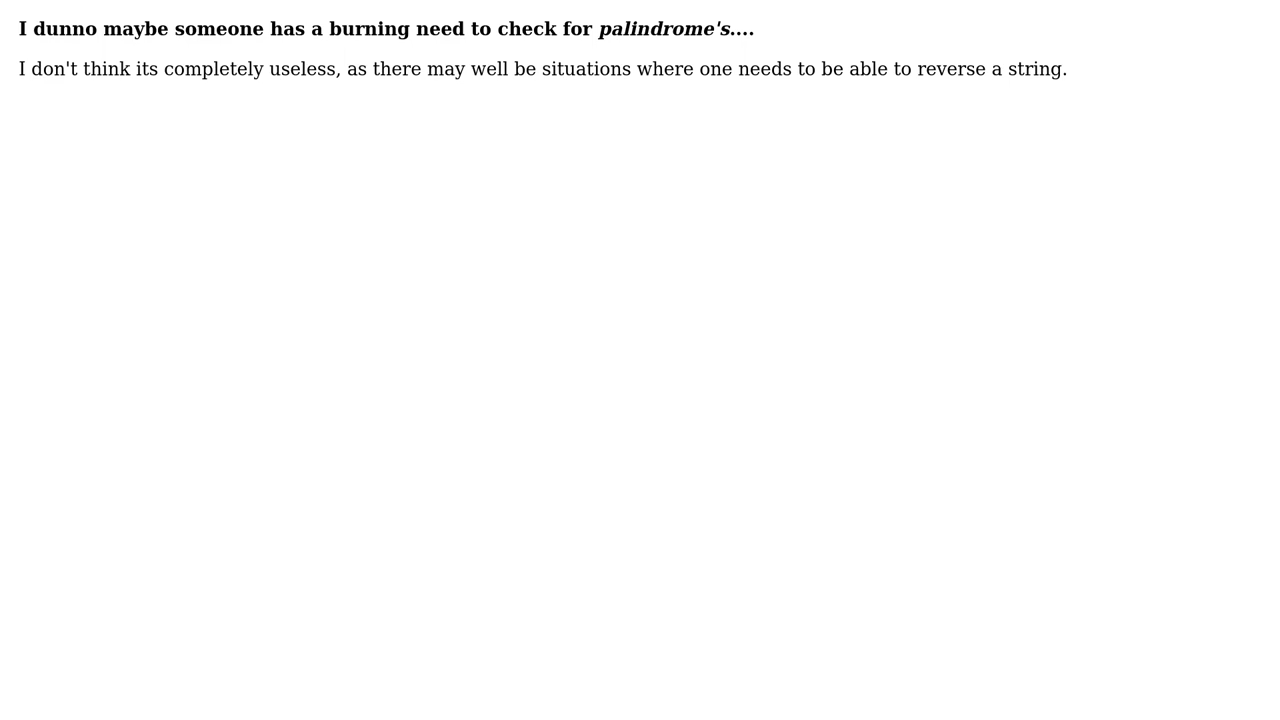 I dunno maybe someone has a burning need to check for palindrome's....
I don't think its completely useless, as there may well be situations where one needs to be able to reverse a string.